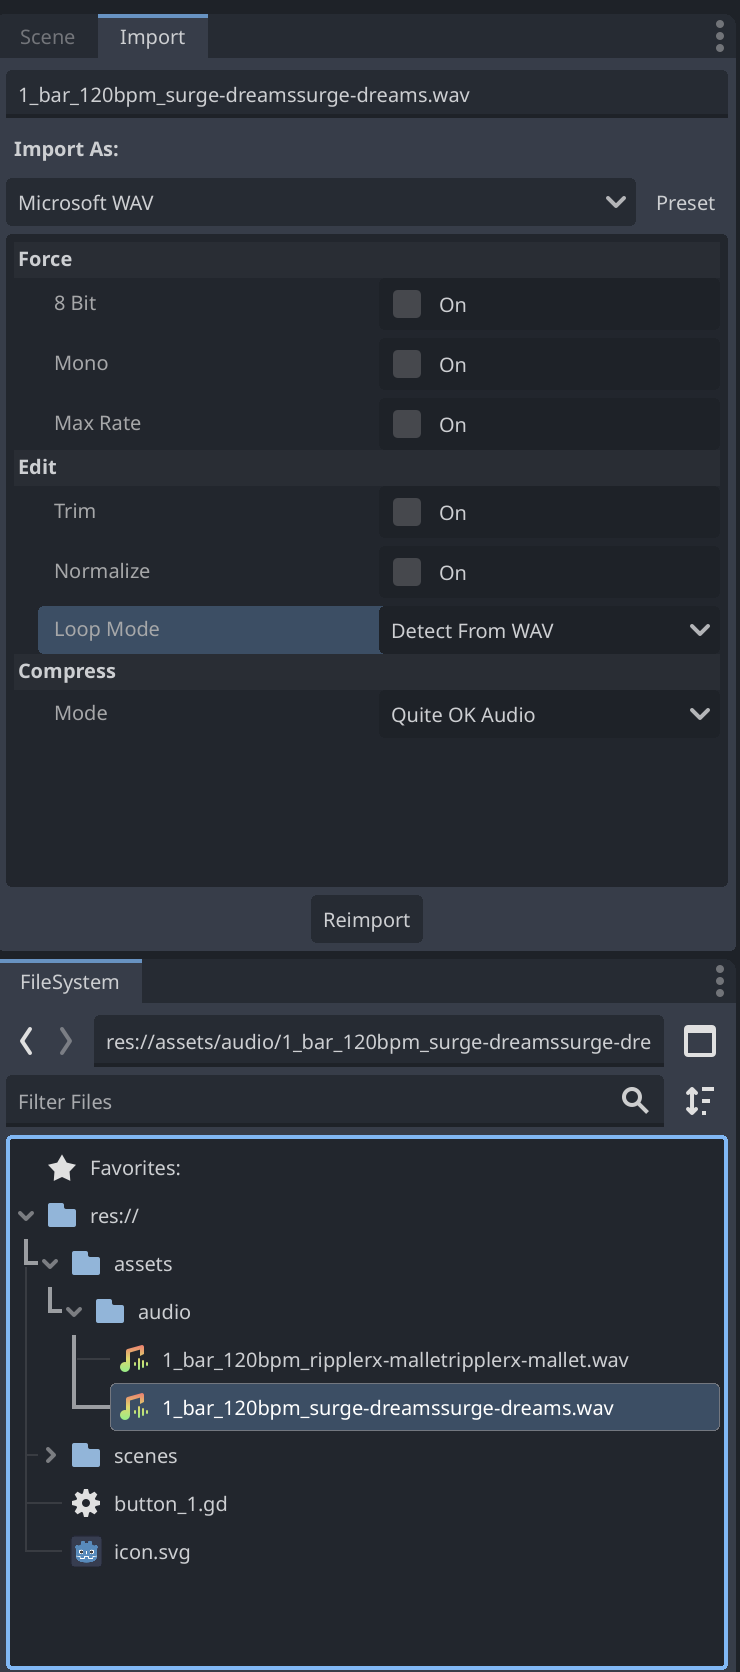 Scene
Import
1_bar_120bpm_surge-dreamssurge-dreams.wav
Import As:
Microsoft WAV
Preset
Force
8 Bit
On
Mono
On
Max Rate
On
Edit
Trim
On
Normalize
On
Loop Mode
Detect From WAV
Compress
Mode
Quite OK Audio
Reimport
FileSystem
res://assets/audio/1_bar_120bpm_surge-dreamssurge-dre
Filter Files
Favorites:
res://
assets
audio
1_bar_120bpm_ripplerx-malletripplerx-mallet.wav
1_bar_120bpm_surge-dreamssurge-dreams.wav
scenes
button_1.gd
icon.svg